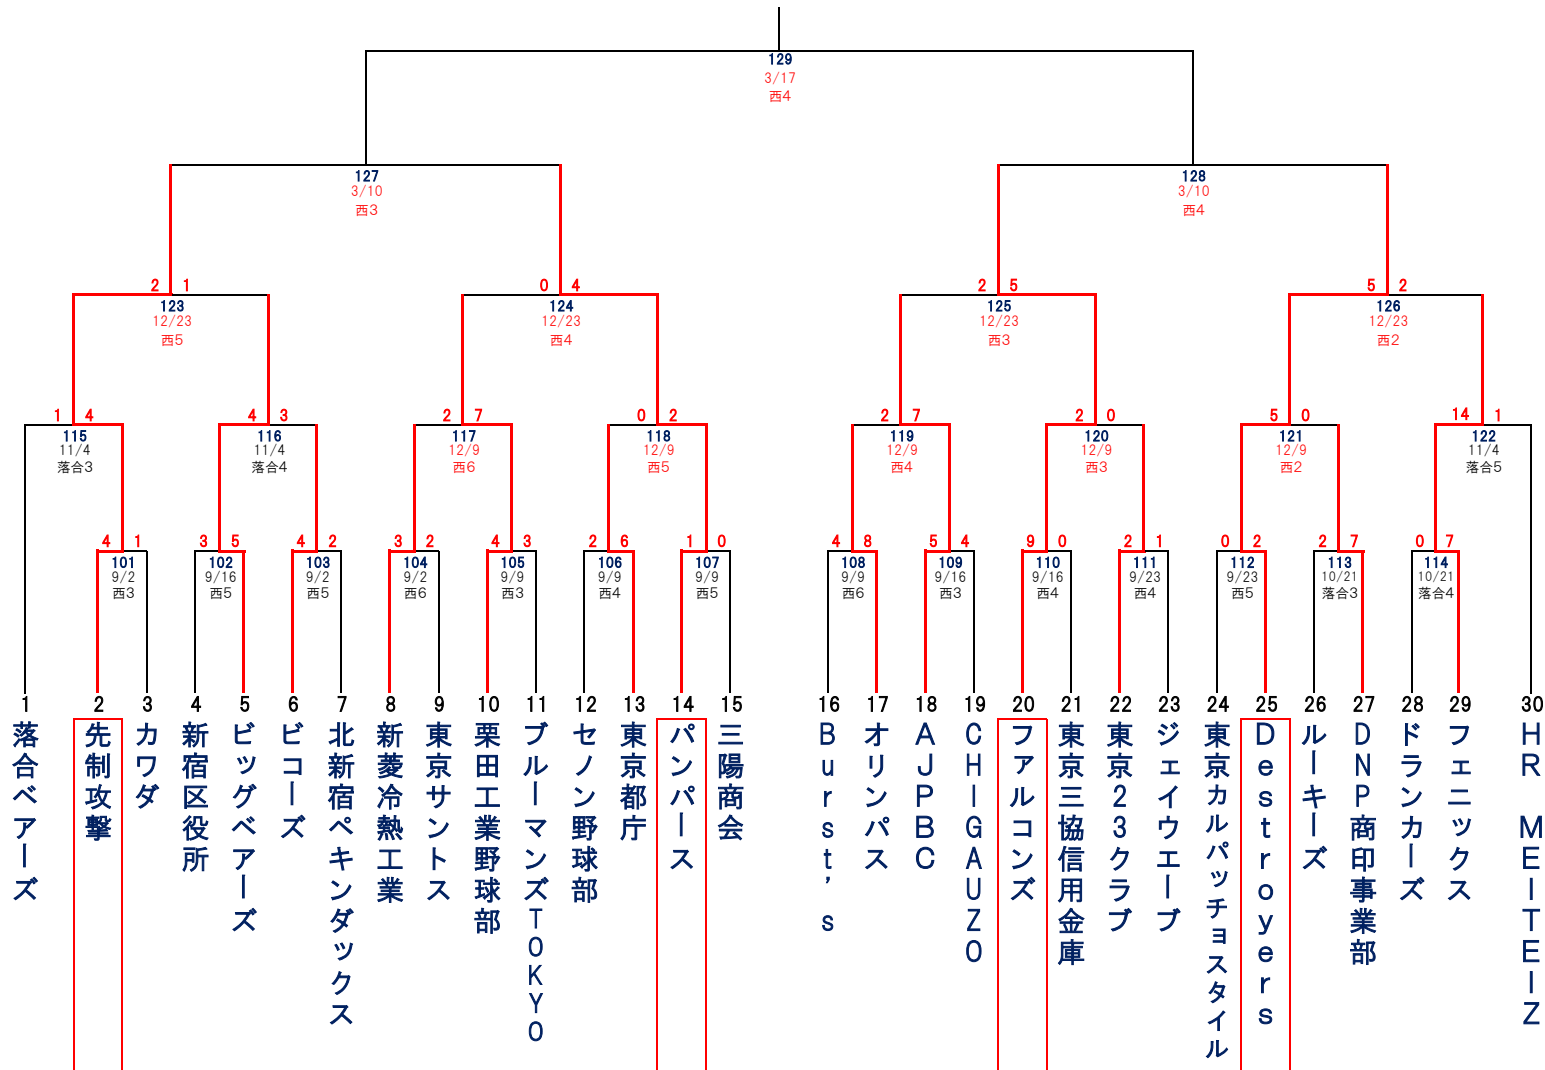 129
3/17
西4
127
3/10
西3
128
3/10
西4
2 1
0 4
2 5
5 2
123
12/23
西5
124
12/23
西4
125
12/23
西3
126
12/23
西2
1 4
4 3
2 7
0 2
2 7
2 0
5 0
14 1
115
11/4
落合3
116
11/4
落合4
117
12/9
西6
118
12/9
西5
119
12/9
西4
120
12/9
西3
121
12/9
西2
122
11/4
落合5
4 1
3 5
4 2
3 2
4 3
2 6
1 0
4 8
5 4
9 0
2 1
0 2
2 7
0 7
101
9/2
西3
102
9/16
西5
103
9/2
西5
104
9/2
西6
105
9/9
西3
106
9/9
西4
107
9/9
西5
108
9/9
西6
109
9/16
西3
110
9/16
西4
111
9/23
西4
112
9/23
西5
113
10/21
落合3
114
10/21
落合4
1
落合ベアーズ
2
先制攻撃
3
カワダ
4
新宿区役所
5
ビッグベアーズ
6
ビコーズ
7
北新宿ペキンダックス
8
新菱冷熱工業
9
東京サントス
10
栗田工業野球部
11
ブルーマンズTOKYO
12
セノン野球部
13
東京都庁
14
パンパース
15
三陽商会
16
Burst’s
17
オリンパス
18
AJPBC
19
CHIGAUZO
20
ファルコンズ
21
東京三協信用金庫
22
東京23クラブ
23
ジェイウエーブ
24
東京カルパッチョスタイル
25
Destroyers
26
ルーキーズ
27
DNP商印事業部
28
ドランカーズ
29
フェニックス
30
HR MEITEIZ